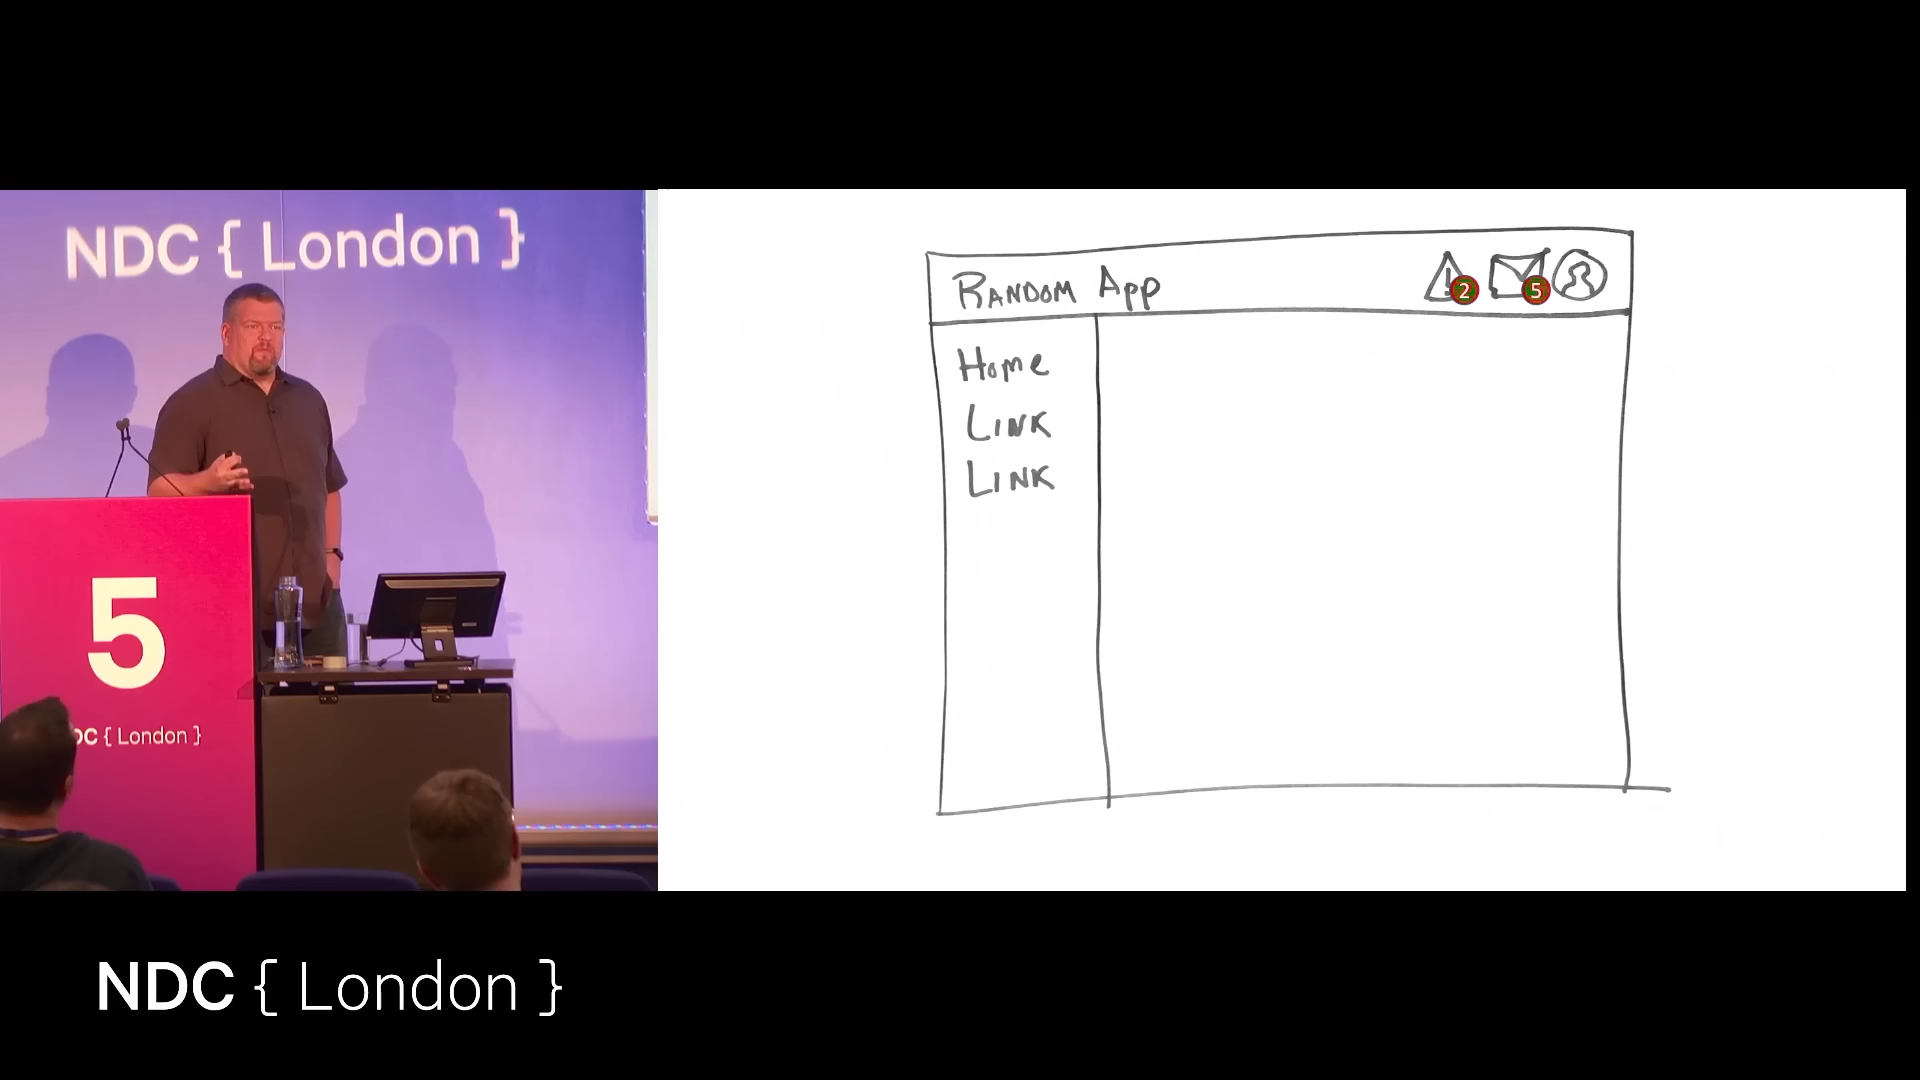 NDC { London }
5
DC { London }
RANDOM App
! 2 5
Home
LINK
LINK
NDC { London }